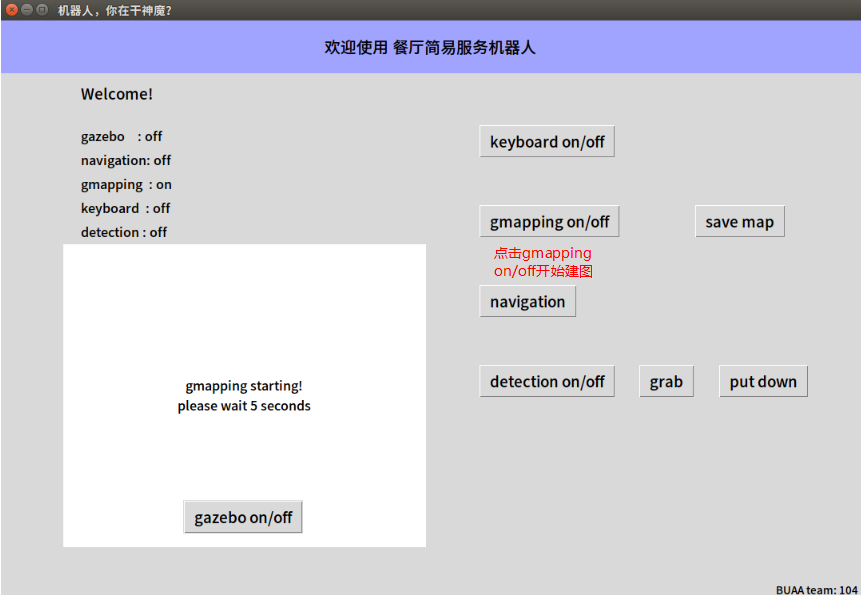 机器人，你在干神魔？
欢迎使用 餐厅简易服务机器人
Welcome!
gazebo : off
navigation: off
gmapping : on
keyboard : off
detection : off
keyboard on/off
gmapping on/off
save map
点击gmapping
on/off开始建图
navigation
detection on/off
grab
put down
gmapping starting!
please wait 5 seconds
gazebo on/off
BUAA team: 104